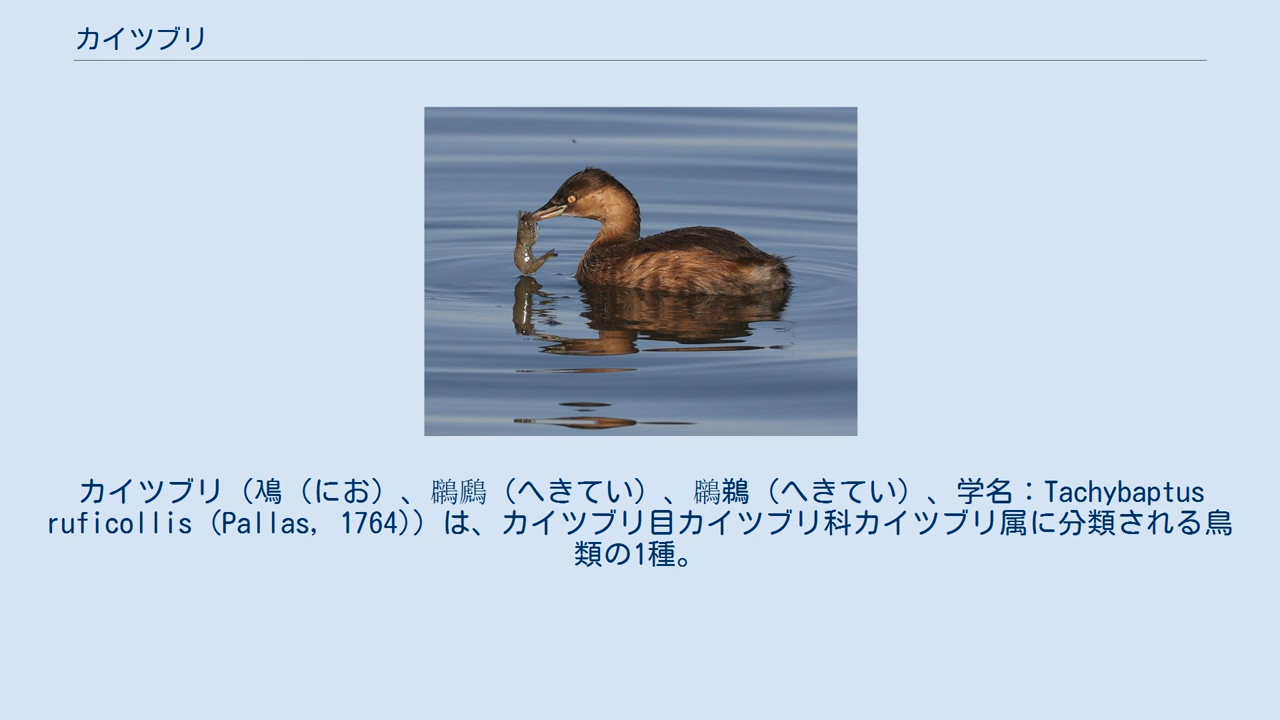 カイツブリ
カイツブリ（鳰（にお）、鸊鷉（へきてい）、鸊鵜（へきてい）、学名：Tachybaptus
ruficollis (Pallas, 1764)）は、カイツブリ目カイツブリ科カイツブリ属に分類される鳥
類の1種。